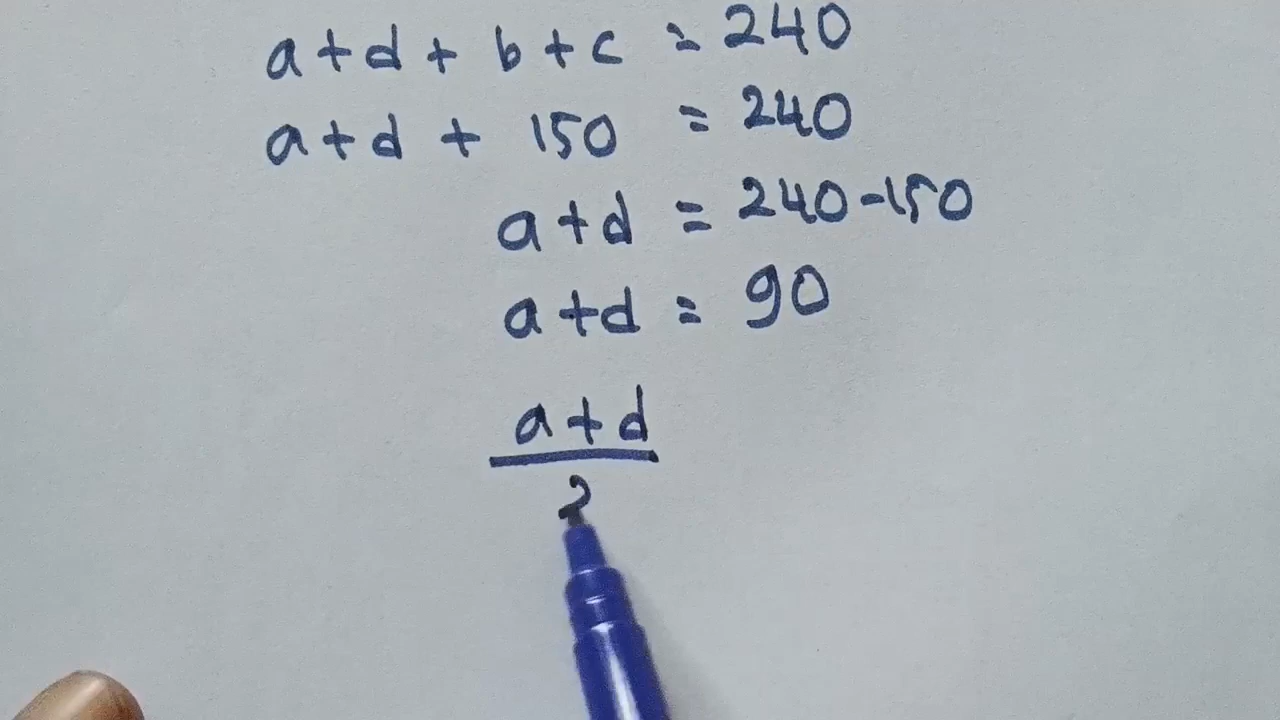 a+d+ b+c = 240
a+d + 150 = 240
a+d = 240-150
a+d = 90
a+d
2